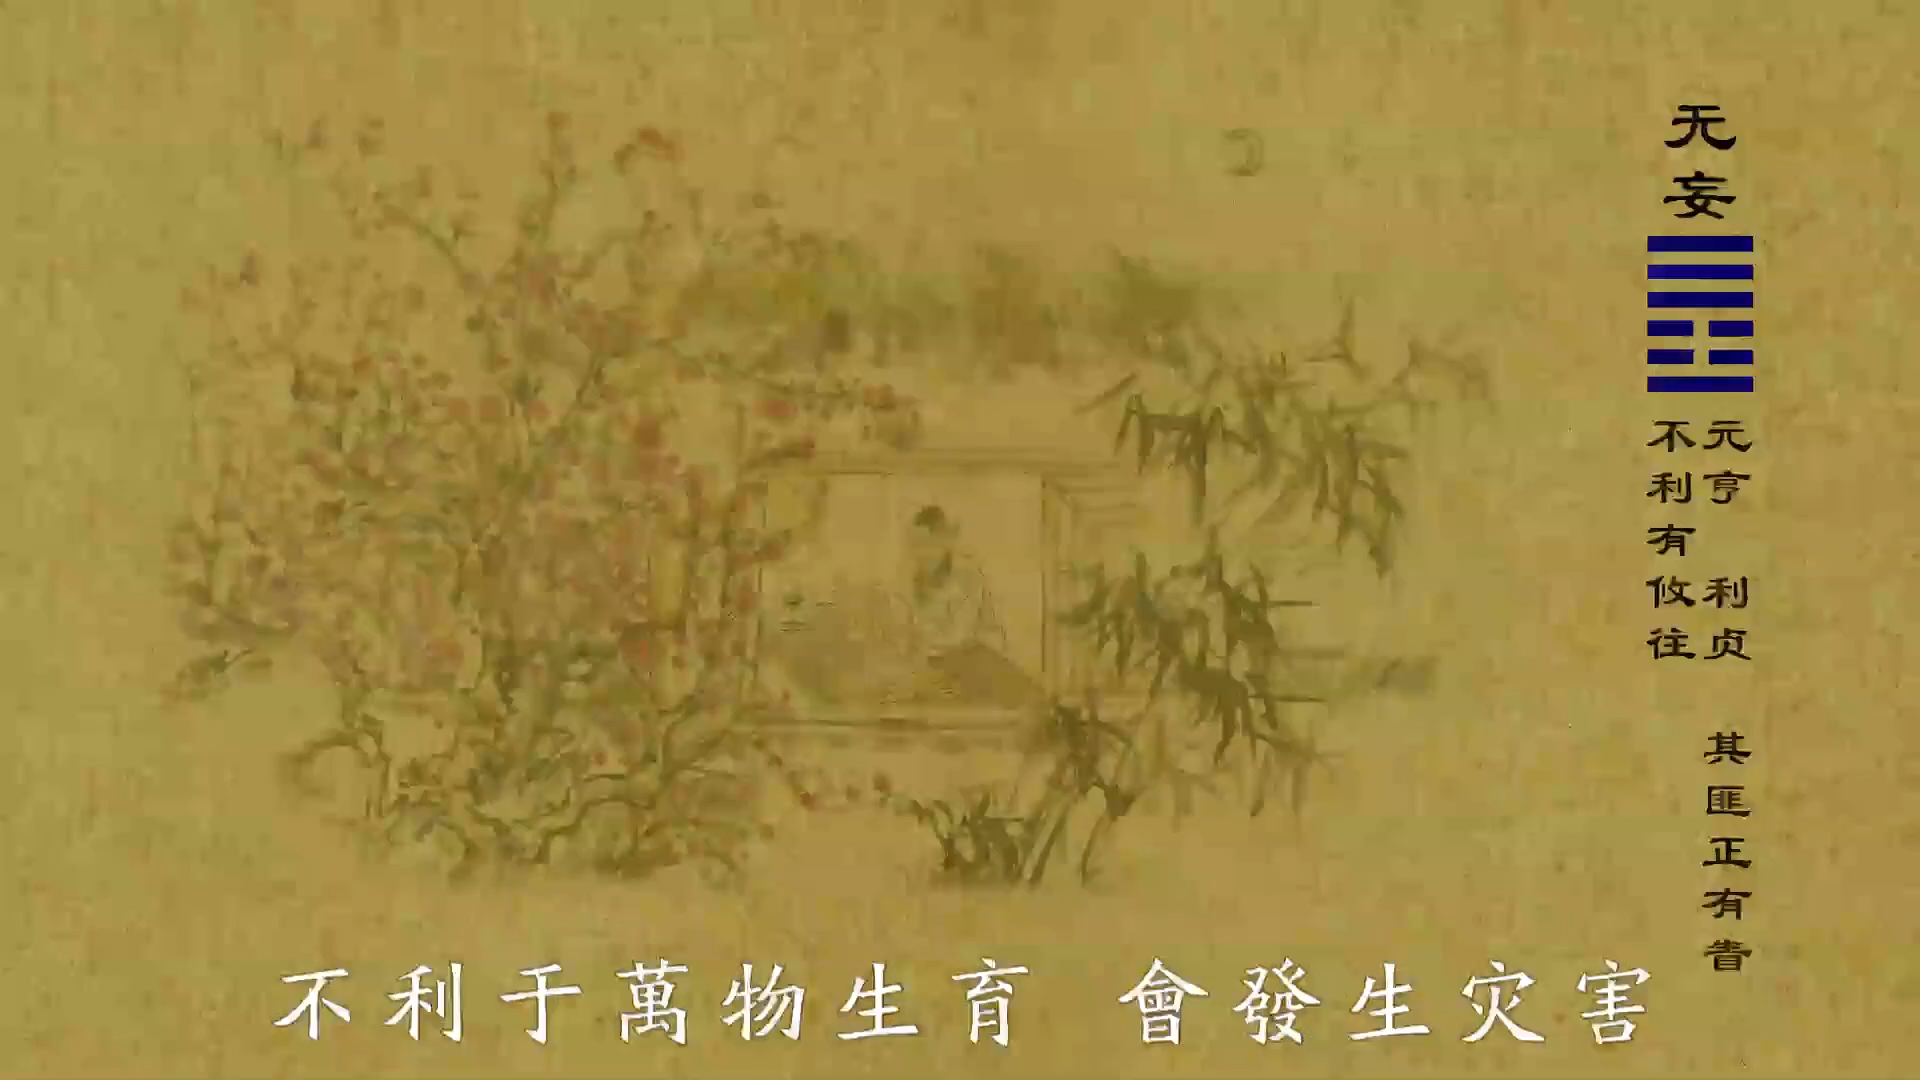 无妄
元亨 利贞 其匪正有眚
不利有攸往
不利于萬物生育 會發生灾害